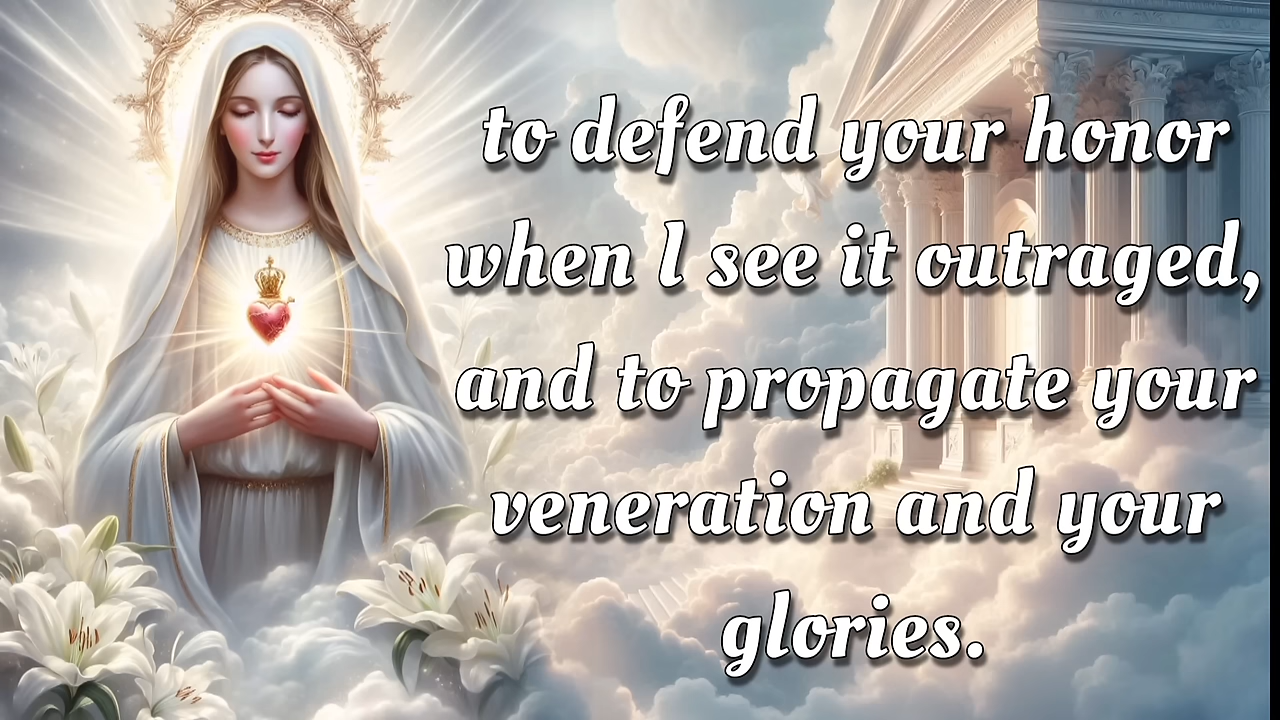 to defend your honor
when I see it outraged,
and to propagate your
veneration and your
glories.